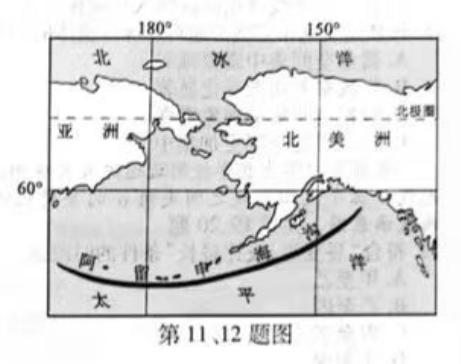 180° 150°
北 冰 洋
北极圈
亚 洲 北 美 洲
60°
阿 留 申 海 沟
太 平 洋
第11、12题图